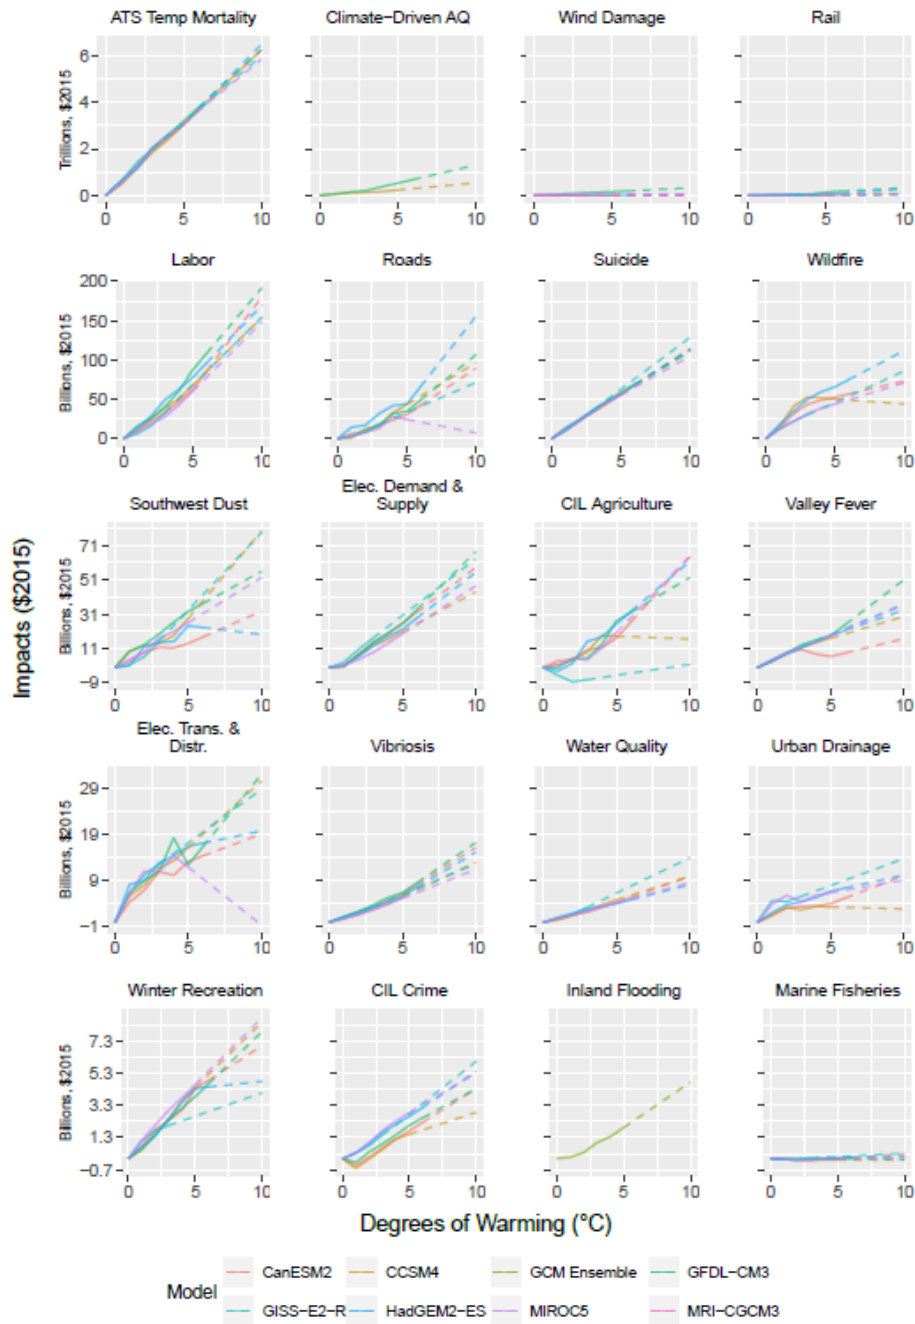 ATS Temp Mortality Climate−Driven AQ Wind Damage Rail
Trillions, $2015
6
4
2
0
0 5 10 0 5 10 0 5 10 0 5 10
Labor Roads Suicide Wildfire
Billions, $2015
200
150
100
50
0
0 5 10 0 5 10 0 5 10 0 5 10
Southwest Dust Elec. Demand & Supply CIL Agriculture Valley Fever
Impacts ($2015)
Billions, $2015
71
51
31
11
−9
0 5 10 0 5 10 0 5 10 0 5 10
Elec. Trans. & Distr. Vibriosis Water Quality Urban Drainage
Billions, $2015
29
19
9
−1
0 5 10 0 5 10 0 5 10 0 5 10
Winter Recreation CIL Crime Inland Flooding Marine Fisheries
Billions, $2015
7.3
5.3
3.3
1.3
−0.7
0 5 10 0 5 10 0 5 10 0 5 10
Degrees of Warming (°C)
Model
CanESM2 CCSM4 GCM Ensemble GFDL−CM3
GISS−E2−R HadGEM2−ES MIROC5 MRI−CGCM3